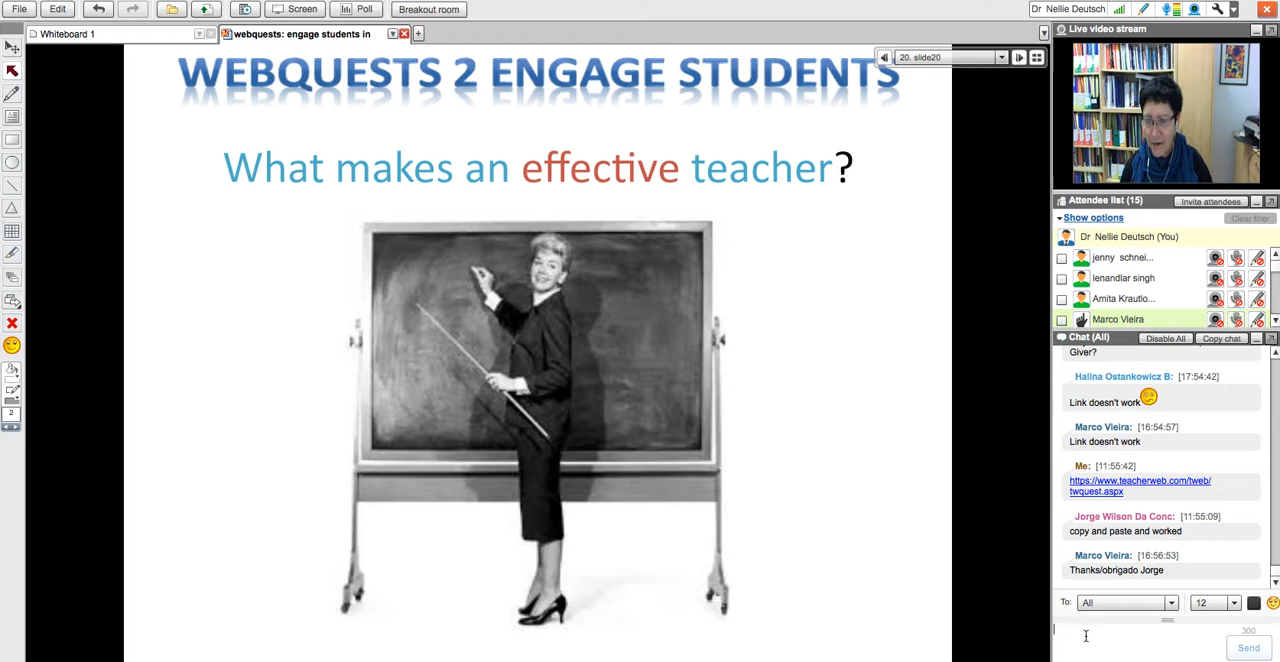 File
Edit
Screen
Poll
Breakout room
Dr Nellie Deutsch
Whiteboard 1
webquests: engage students in
Live video stream
20. slide20
WEBQUESTS 2 ENGAGE STUDENTS
What makes an effective teacher?
Attendee list (15)
Invite attendees
Show options
Clear filter
Dr Nellie Deutsch (You)
jenny schnei...
lenandlar singh
Amita Krautlo...
Marco Vieira
Chat (All)
Disable All
Copy chat
Giver?
Halina Ostankowicz B: [17:54:42]
Link doesn't work
Marco Vieira: [16:54:57]
Link doesn't work
Me: [11:55:42]
https://www.teacherweb.com/tweb/
twquest.aspx
Jorge Wilson Da Conc: [11:55:09]
copy and paste and worked
Marco Vieira: [16:56:53]
Thanks/obrigado Jorge
To: All
12
2
300
Send